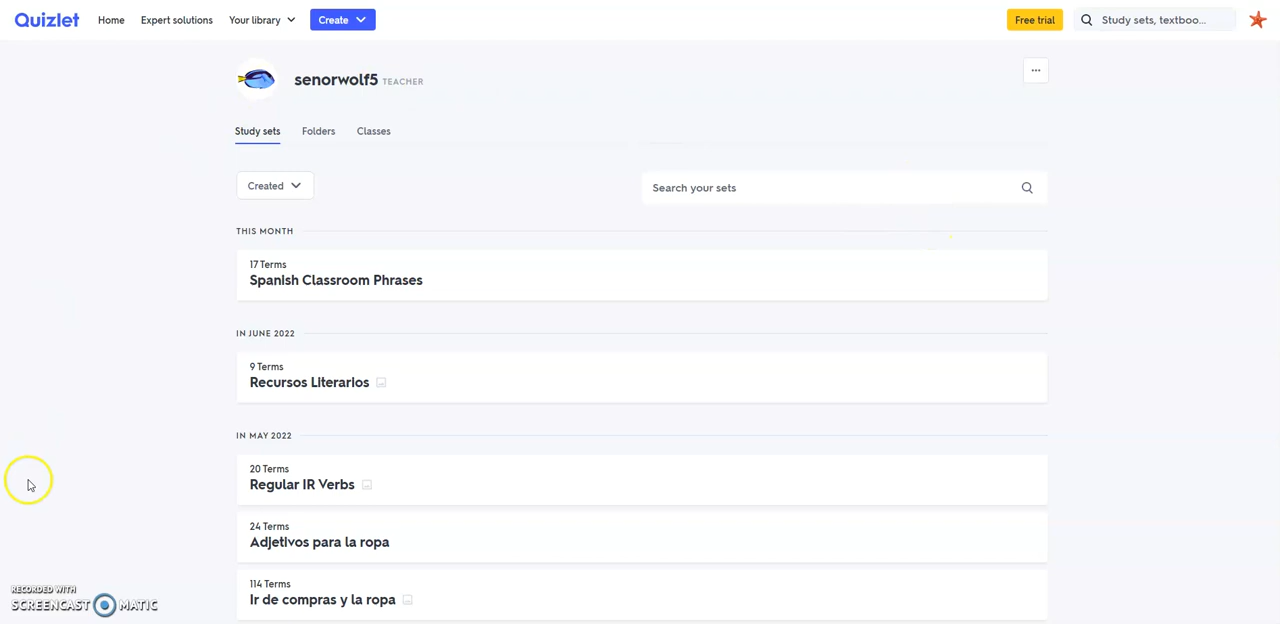 Quizlet Home Expert solutions Your library Create Free trial Study sets, textboo...
senorwolf5 TEACHER
...
Study sets Folders Classes
Created Search your sets
THIS MONTH
17 Terms
Spanish Classroom Phrases
IN JUNE 2022
9 Terms
Recursos Literarios
IN MAY 2022
20 Terms
Regular IR Verbs
24 Terms
Adjetivos para la ropa
114 Terms
Ir de compras y la ropa
RECORDED WITH
SCREENCAST MATIC